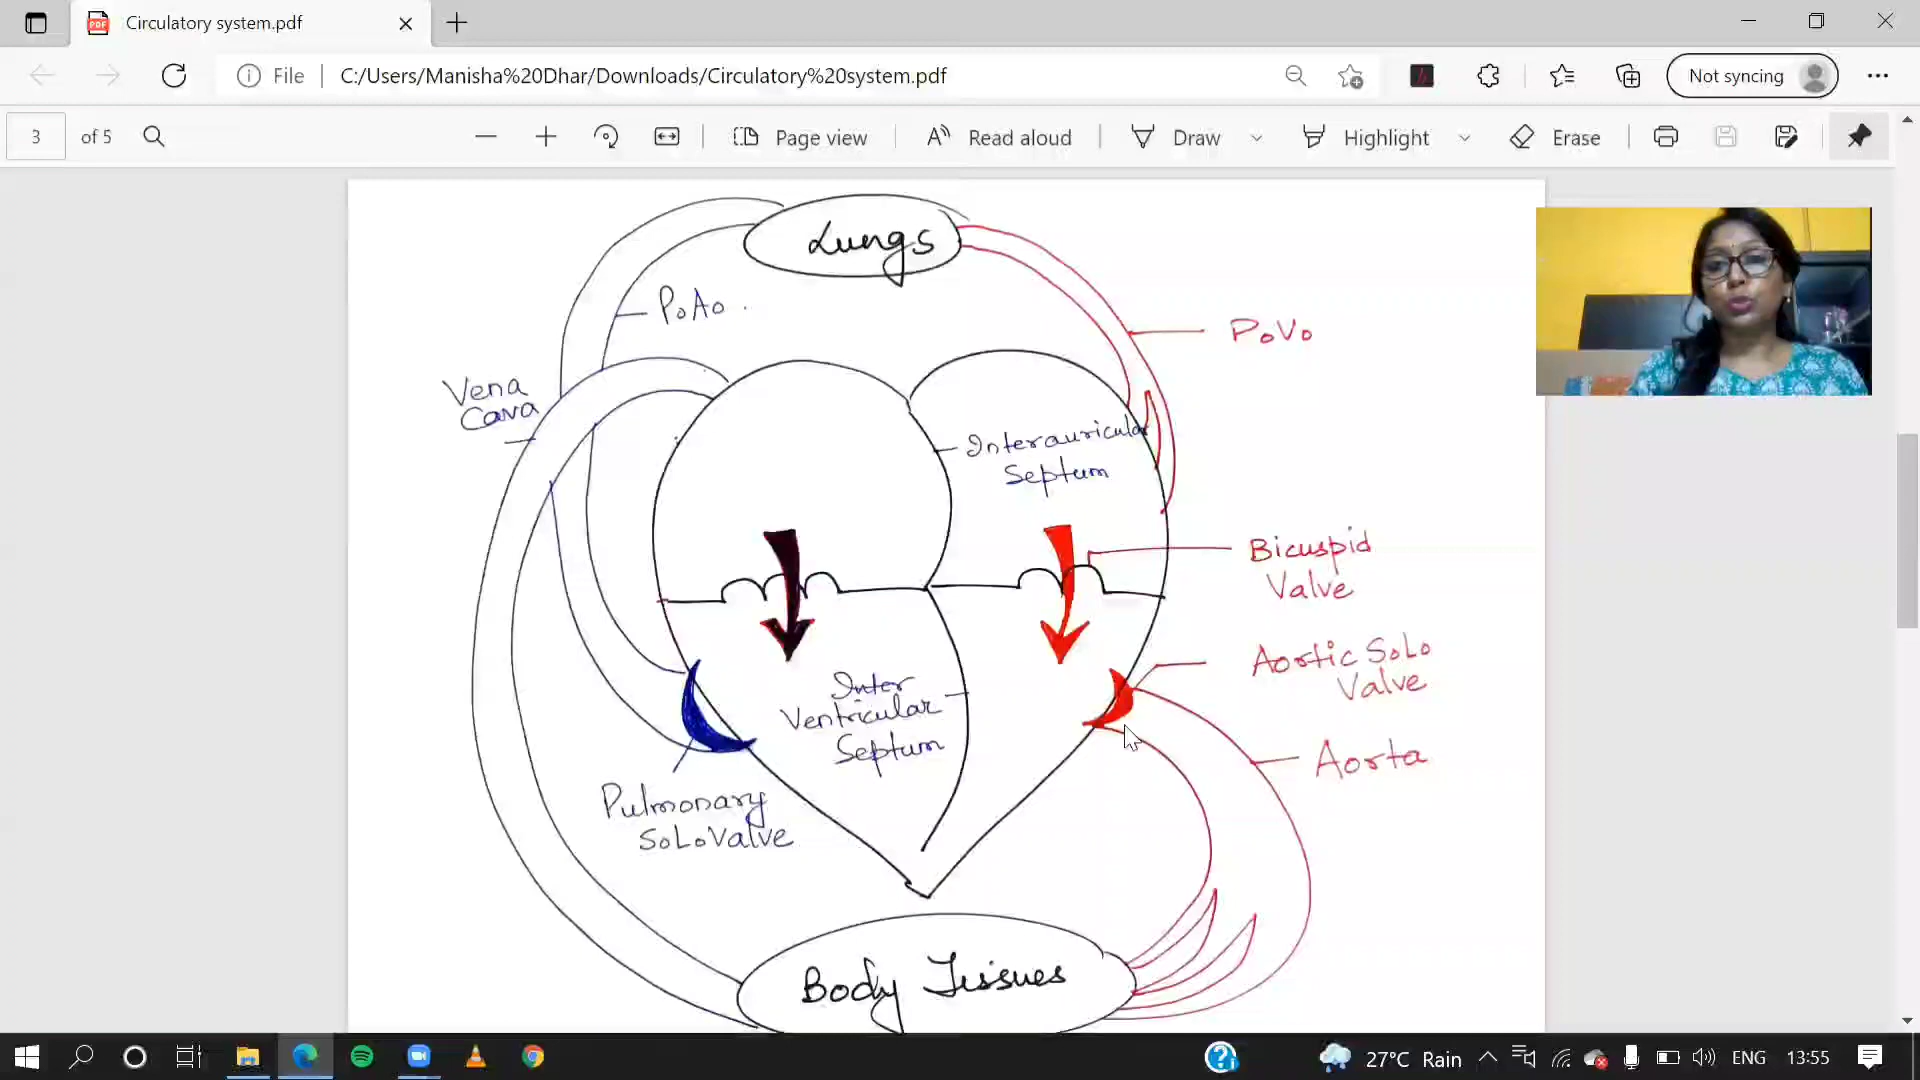 Circulatory system.pdf
File
C:/Users/Manisha%20Dhar/Downloads/Circulatory%20system.pdf
Not syncing
3
of 5
Page view
Read aloud
Draw
Highlight
Erase
Lungs
PoAo
PoVo
Vena
Cava
Interauricular
Septum
Bicuspid
Valve
Aortic SoLo
Valve
Inter
Ventricular
Septum
Aorta
Pulmonary
SoLoValve
Body Tissues
27°C Rain
ENG
13:55